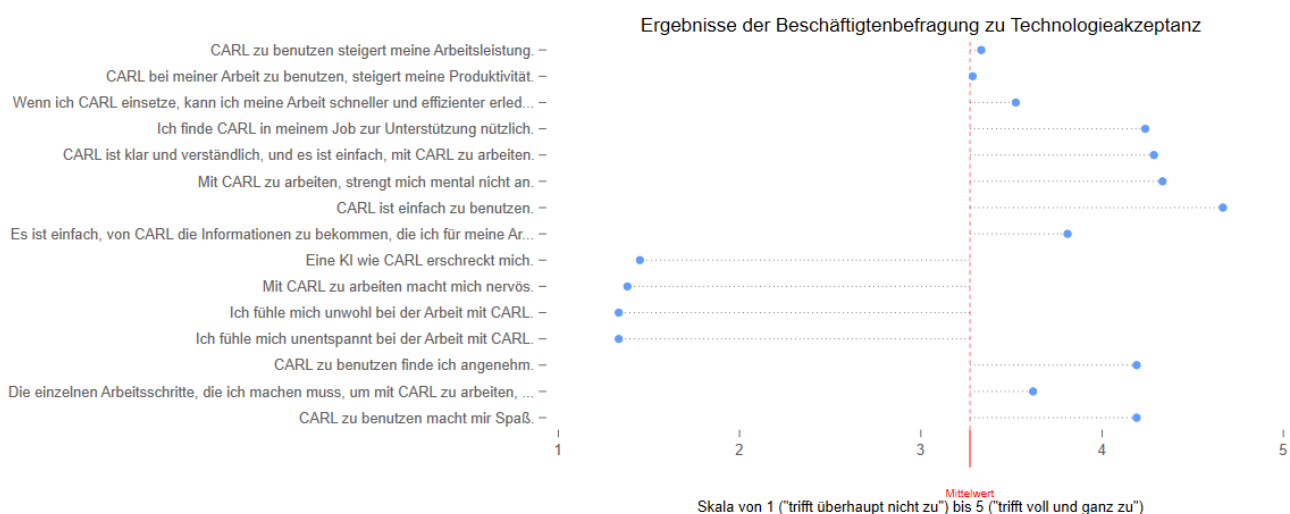 Ergebnisse der Beschäftigtenbefragung zu Technologieakzeptanz
CARL zu benutzen steigert meine Arbeitsleistung.
CARL bei meiner Arbeit zu benutzen, steigert meine Produktivität.
Wenn ich CARL einsetze, kann ich meine Arbeit schneller und effizienter erled...
Ich finde CARL in meinem Job zur Unterstützung nützlich.
CARL ist klar und verständlich, und es ist einfach, mit CARL zu arbeiten.
Mit CARL zu arbeiten, strengt mich mental nicht an.
CARL ist einfach zu benutzen.
Es ist einfach, von CARL die Informationen zu bekommen, die ich für meine Ar...
Eine KI wie CARL erschreckt mich.
Mit CARL zu arbeiten macht mich nervös.
Ich fühle mich unwohl bei der Arbeit mit CARL.
Ich fühle mich unentspannt bei der Arbeit mit CARL.
CARL zu benutzen finde ich angenehm.
Die einzelnen Arbeitsschritte, die ich machen muss, um mit CARL zu arbeiten, ...
CARL zu benutzen macht mir Spaß.
1 2 3 4 5
Mittelwert
Skala von 1 ("trifft überhaupt nicht zu") bis 5 ("trifft voll und ganz zu")